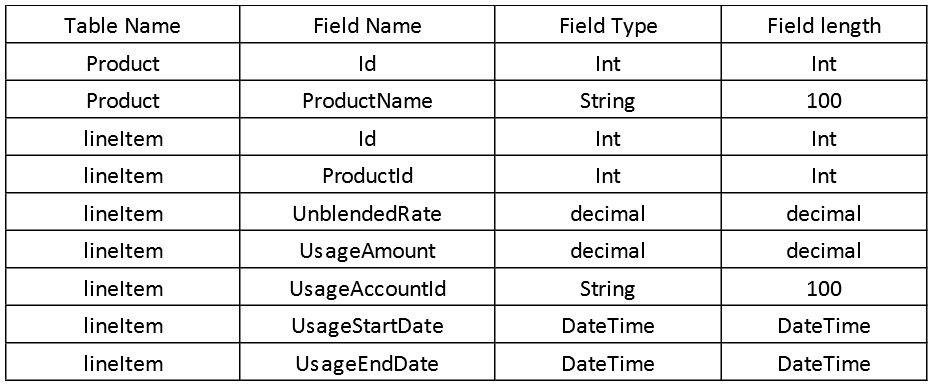 Table Name Field Name Field Type Field length
Product Id Int Int
Product ProductName String 100
lineItem Id Int Int
lineItem ProductId Int Int
lineItem UnblendedRate decimal decimal
lineItem UsageAmount decimal decimal
lineItem UsageAccountId String 100
lineItem UsageStartDate DateTime DateTime
lineItem UsageEndDate DateTime DateTime